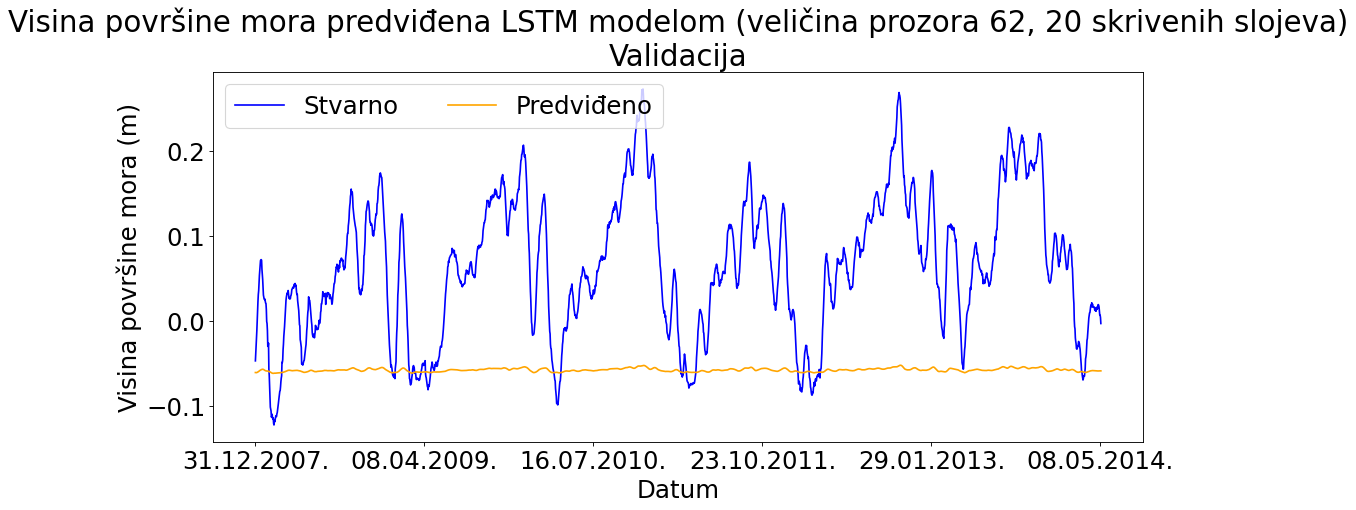 Visina površine mora predviđena LSTM modelom (veličina prozora 62, 20 skrivenih slojeva)
Validacija
Stvarno Predviđeno
Visina površine mora (m)
0.2
0.1
0.0
−0.1
31.12.2007. 08.04.2009. 16.07.2010. 23.10.2011. 29.01.2013. 08.05.2014.
Datum